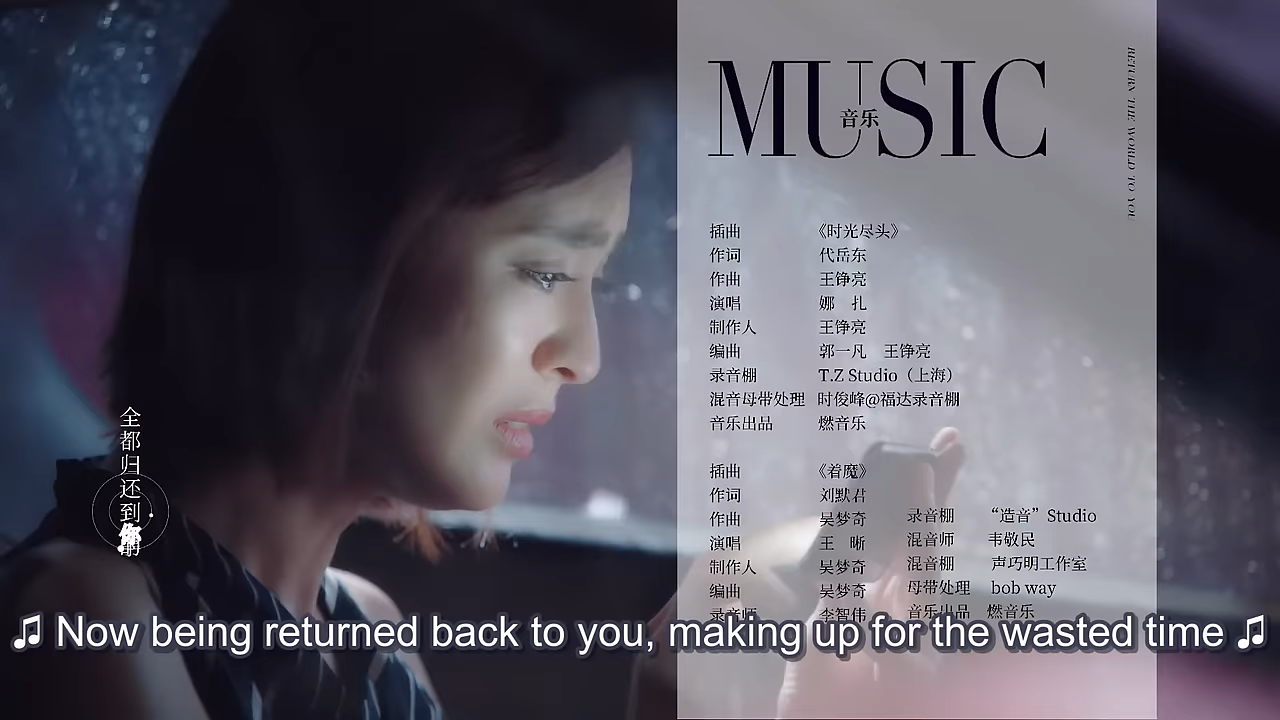 MUSIC
音乐
RETURN THE WORLD TO YOU
插曲 《时光尽头》
作词 代岳东
作曲 王铮亮
演唱 娜 扎
制作人 王铮亮
编曲 郭一凡 王铮亮
录音棚 T.Z Studio（上海）
混音母带处理 时俊峰@福达录音棚
音乐出品 燃音乐
插曲 《着魔》
作词 刘默君
作曲 吴梦奇
演唱 王 晰
制作人 吴梦奇
编曲 吴梦奇
录音师 李智伟
录音棚 “造音”Studio
混音师 韦敬民
混音棚 声巧明工作室
母带处理 bob way
音乐出品 燃音乐
全都归还到
♫ Now being returned back to you, making up for the wasted time ♫